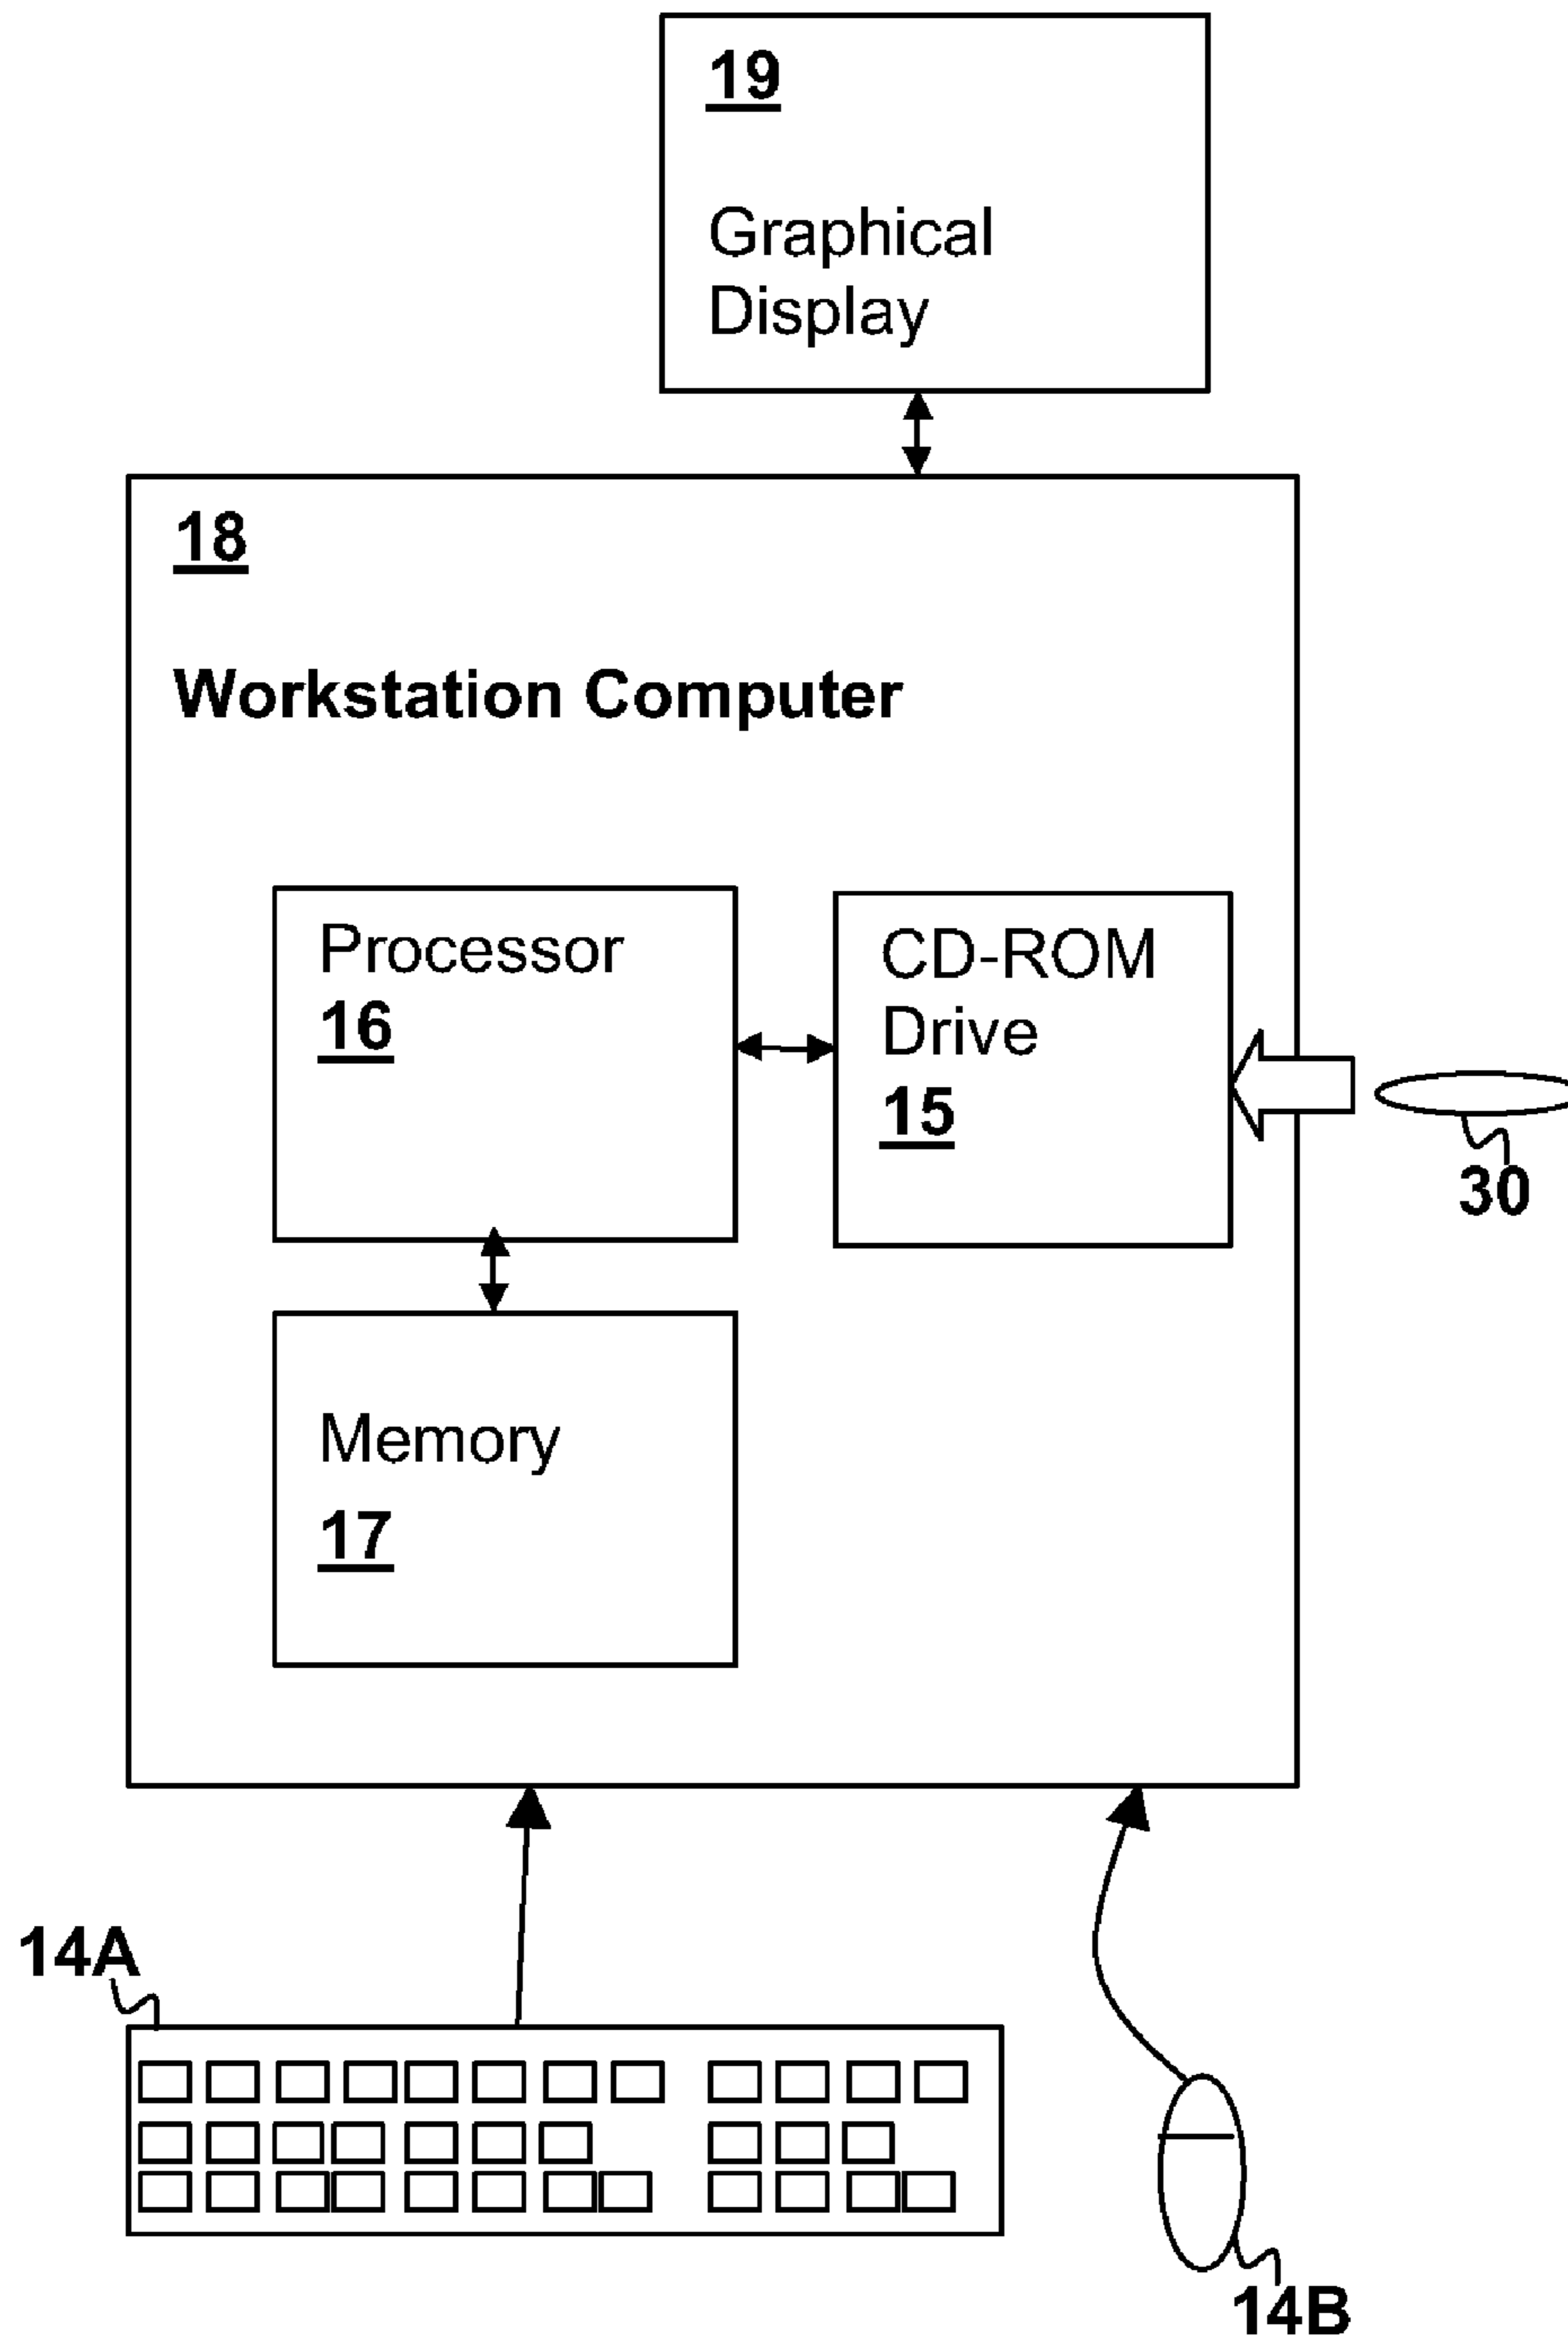 19
Graphical
Display
18
Workstation Computer
Processor
16
CD-ROM
Drive
15
30
Memory
17
14A
14B